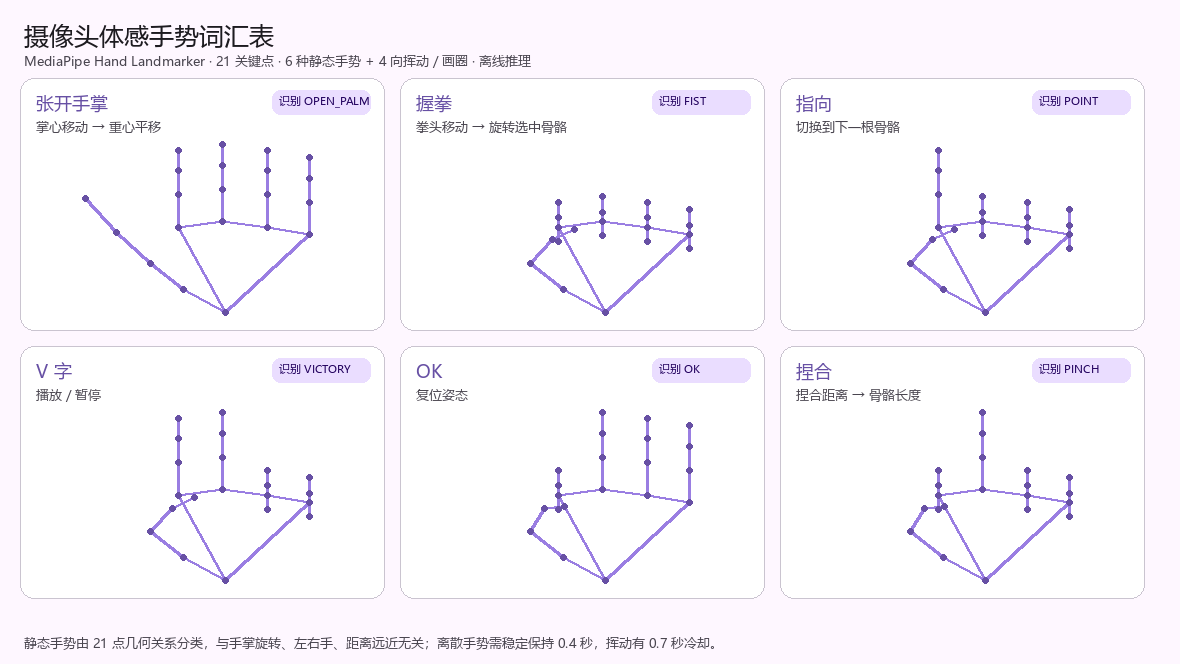 摄像头体感手势词汇表
MediaPipe Hand Landmarker · 21 关键点 · 6 种静态手势 + 4 向挥动 / 画圈 · 离线推理
张开手掌
识别 OPEN_PALM
掌心移动 → 重心平移
握拳
识别 FIST
拳头移动 → 旋转选中骨骼
指向
识别 POINT
切换到下一根骨骼
V 字
识别 VICTORY
播放 / 暂停
OK
识别 OK
复位姿态
捏合
识别 PINCH
捏合距离 → 骨骼长度
静态手势由 21 点几何关系分类，与手掌旋转、左右手、距离远近无关；离散手势需稳定保持 0.4 秒，挥动有 0.7 秒冷却。